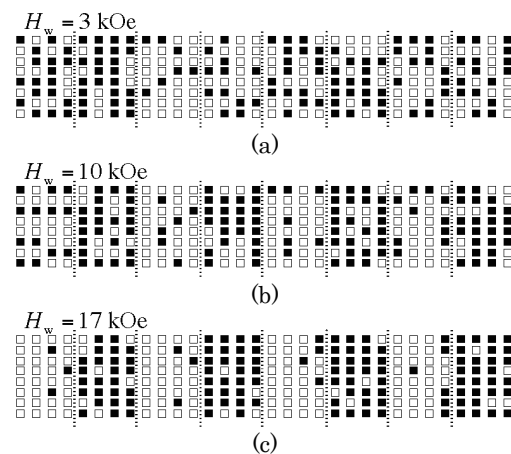 H_w = 3 kOe
(a)
H_w = 10 kOe
(b)
H_w = 17 kOe
(c)